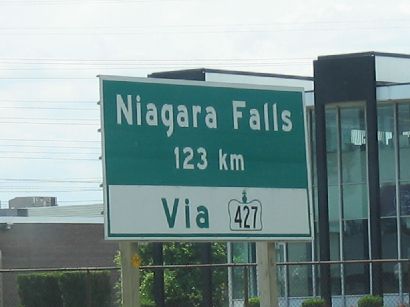 Niagara Falls
123 km
Via 427